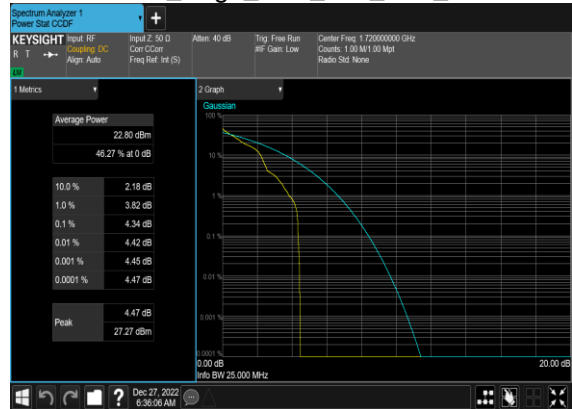 Spectrum Analyzer 1
Power Stat CCDF
KEYSIGHT Input: RF Input Z: 50 Ω Atten: 40 dB Trig: Free Run Center Freq: 1.720000000 GHz
R T Coupling: DC Corr CCorr #IF Gain: Low Counts: 1.00 M/1.00 Mpt
Align: Auto Freq Ref: Int (S) Radio Std: None
1 Metrics
2 Graph
Average Power
22.80 dBm
46.27 % at 0 dB
10.0 % 2.18 dB
1.0 % 3.82 dB
0.1 % 4.34 dB
0.01 % 4.42 dB
0.001 % 4.45 dB
0.0001 % 4.47 dB
Peak 4.47 dB
27.27 dBm
Gaussian
100 %
10 %
1 %
0.1 %
0.01 %
0.001 %
0.0001 %
0.00 dB 20.00 dB
Info BW 25.000 MHz
? Dec 27, 2022
6:36:06 AM